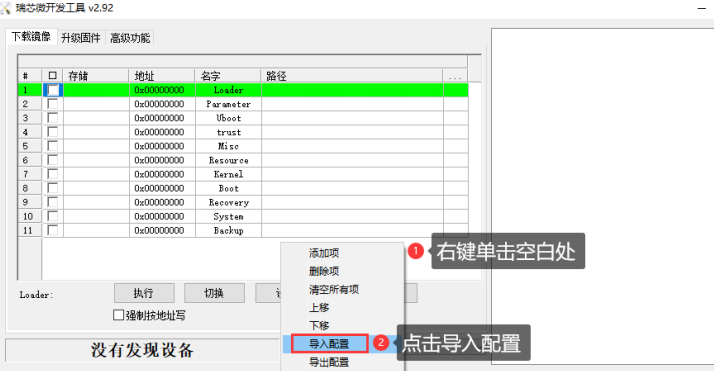 瑞芯微开发工具 v2.92
下载镜像 升级固件 高级功能
# 存储 地址 名字 路径 ...
1 0x00000000 Loader
2 0x00000000 Parameter
3 0x00000000 Uboot
4 0x00000000 trust
5 0x00000000 Misc
6 0x00000000 Resource
7 0x00000000 Kernel
8 0x00000000 Boot
9 0x00000000 Recovery
10 0x00000000 System
11 0x00000000 Backup
添加项
1 右键单击空白处
删除项
清空所有项
上移
下移
导入配置
2 点击导入配置
导出配置
Loader: 执行 切换
强制按地址写
没有发现设备